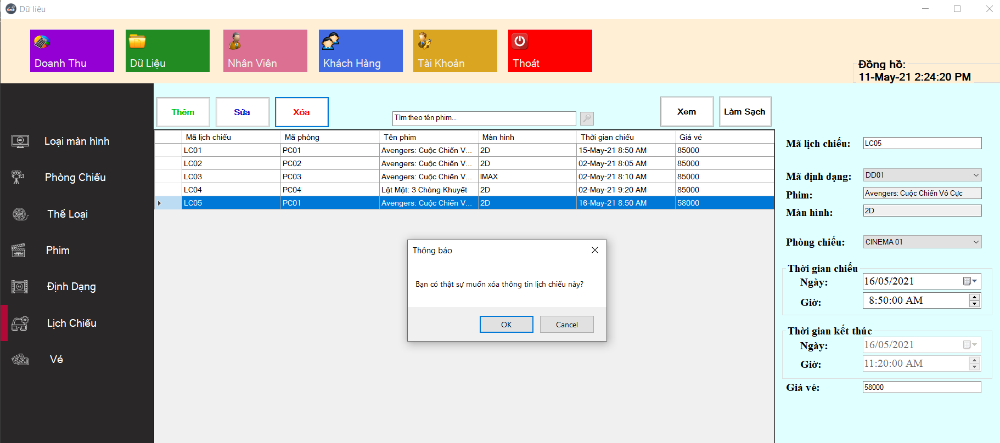 Dữ liệu
Doanh Thu
Dữ Liệu
Nhân Viên
Khách Hàng
Tài Khoản
Thoát
Đồng hồ:
11-May-21 2:24:20 PM
Loại màn hình
Phòng Chiếu
Thể Loại
Phim
Định Dạng
Lịch Chiếu
Vé
Thêm
Sửa
Xóa
Tìm theo tên phim...
Xem
Làm Sạch
Mã lịch chiếu Mã phòng Tên phim Màn hình Thời gian chiếu Giá vé
LC01 PC01 Avengers: Cuộc Chiến V... 2D 15-May-21 8:50 AM 85000
LC02 PC02 Avengers: Cuộc Chiến V... 2D 02-May-21 8:05 AM 85000
LC03 PC03 Avengers: Cuộc Chiến V... IMAX 02-May-21 8:10 AM 85000
LC04 PC04 Lật Mặt: 3 Chàng Khuyết 2D 02-May-21 9:20 AM 85000
LC05 PC01 Avengers: Cuộc Chiến V... 2D 16-May-21 8:50 AM 58000
Thông báo
Bạn có thật sự muốn xóa thông tin lịch chiếu này?
OK
Cancel
Mã lịch chiếu: LC05
Mã định dạng: DD01
Phim: Avengers: Cuộc Chiến Vô Cực
Màn hình: 2D
Phòng chiếu: CINEMA 01
Thời gian chiếu
Ngày: 16/05/2021
Giờ: 8:50:00 AM
Thời gian kết thúc
Ngày: 16/05/2021
Giờ: 11:20:00 AM
Giá vé: 58000